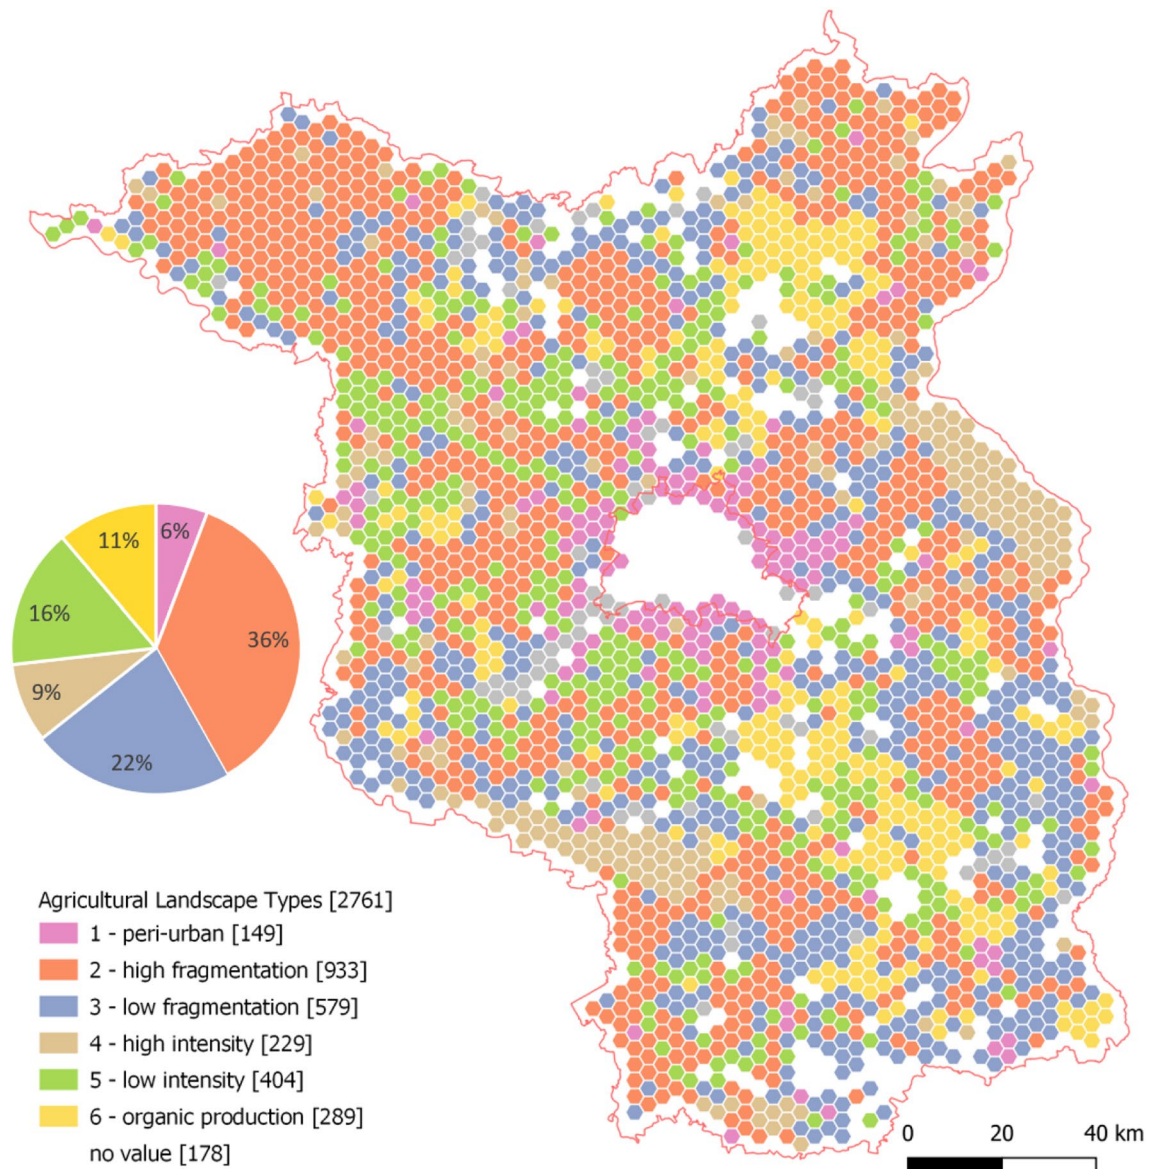 6%
11%
36%
16%
9%
22%
Agricultural Landscape Types [2761]
1 - peri-urban [149]
2 - high fragmentation [933]
3 - low fragmentation [579]
4 - high intensity [229]
5 - low intensity [404]
6 - organic production [289]
no value [178]
0 20 40 km